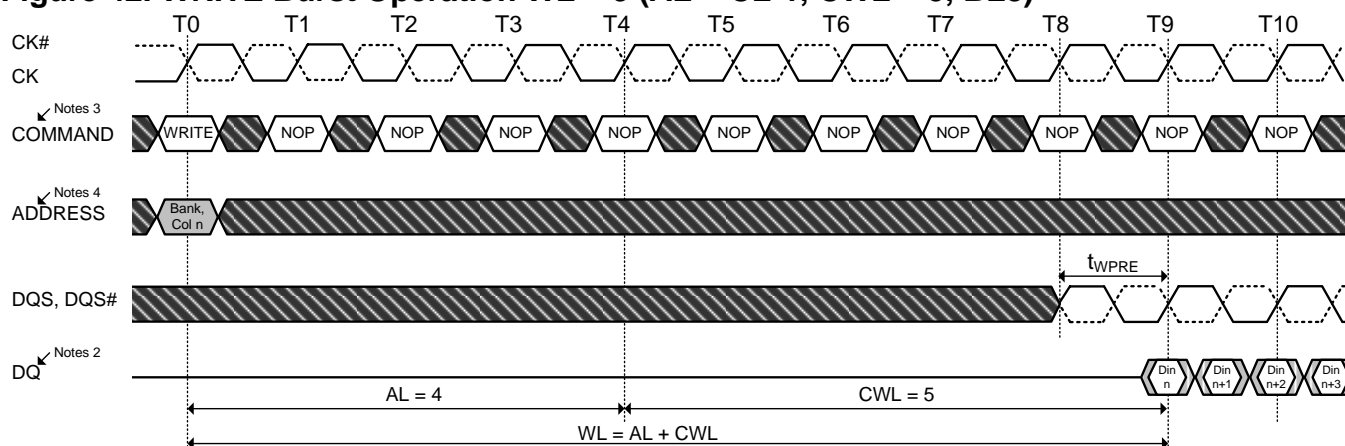 Figure WRITE Burst Operation WL = 9 (AL = CL-1, CWL = 5, BL8)
T0 T1 T2 T3 T4 T5 T6 T7 T8 T9 T10
CK#
CK
Notes 3
COMMAND WRITE NOP NOP NOP NOP NOP NOP NOP NOP NOP NOP
Notes 4
ADDRESS
Bank,
Col n
tWPRE
DQS, DQS#
Notes 2
DQ
Din
n
Din
n+1
Din
n+2
Din
n+3
AL = 4 CWL = 5
WL = AL + CWL